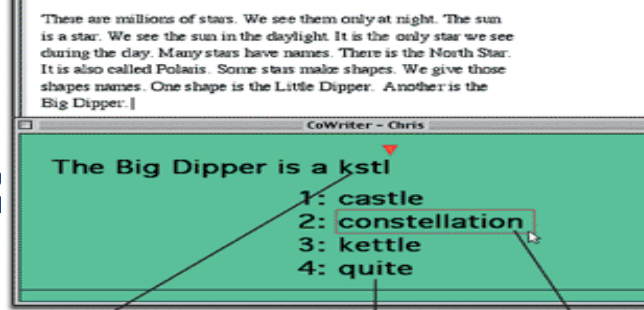 There are millions of stars. We see them only at night. The sun
is a star. We see the sun in the daylight. It is the only star we see
during the day. Many stars have names. There is the North Star.
It is also called Polaris. Some stars make shapes. We give those
shapes names. One shape is the Little Dipper. Another is the
Big Dipper.
CoWriter - Chris
The Big Dipper is a kstl
1: castle
2: constellation
3: kettle
4: quite